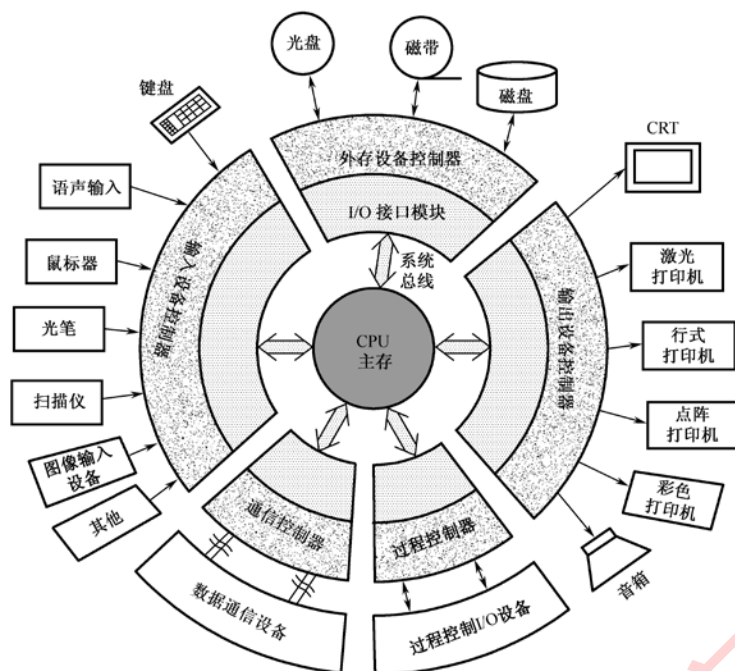 光盘
磁带
磁盘
键盘
CRT
外存设备控制器
I/O 接口模块
语声输入
鼠标器
光笔
扫描仪
图像输入
设备
其他
输入设备控制器
系统
总线
CPU
主存
输出设备控制器
激光
打印机
行式
打印机
点阵
打印机
彩色
打印机
音箱
通信控制器
过程控制器
数据通信设备
过程控制I/O设备